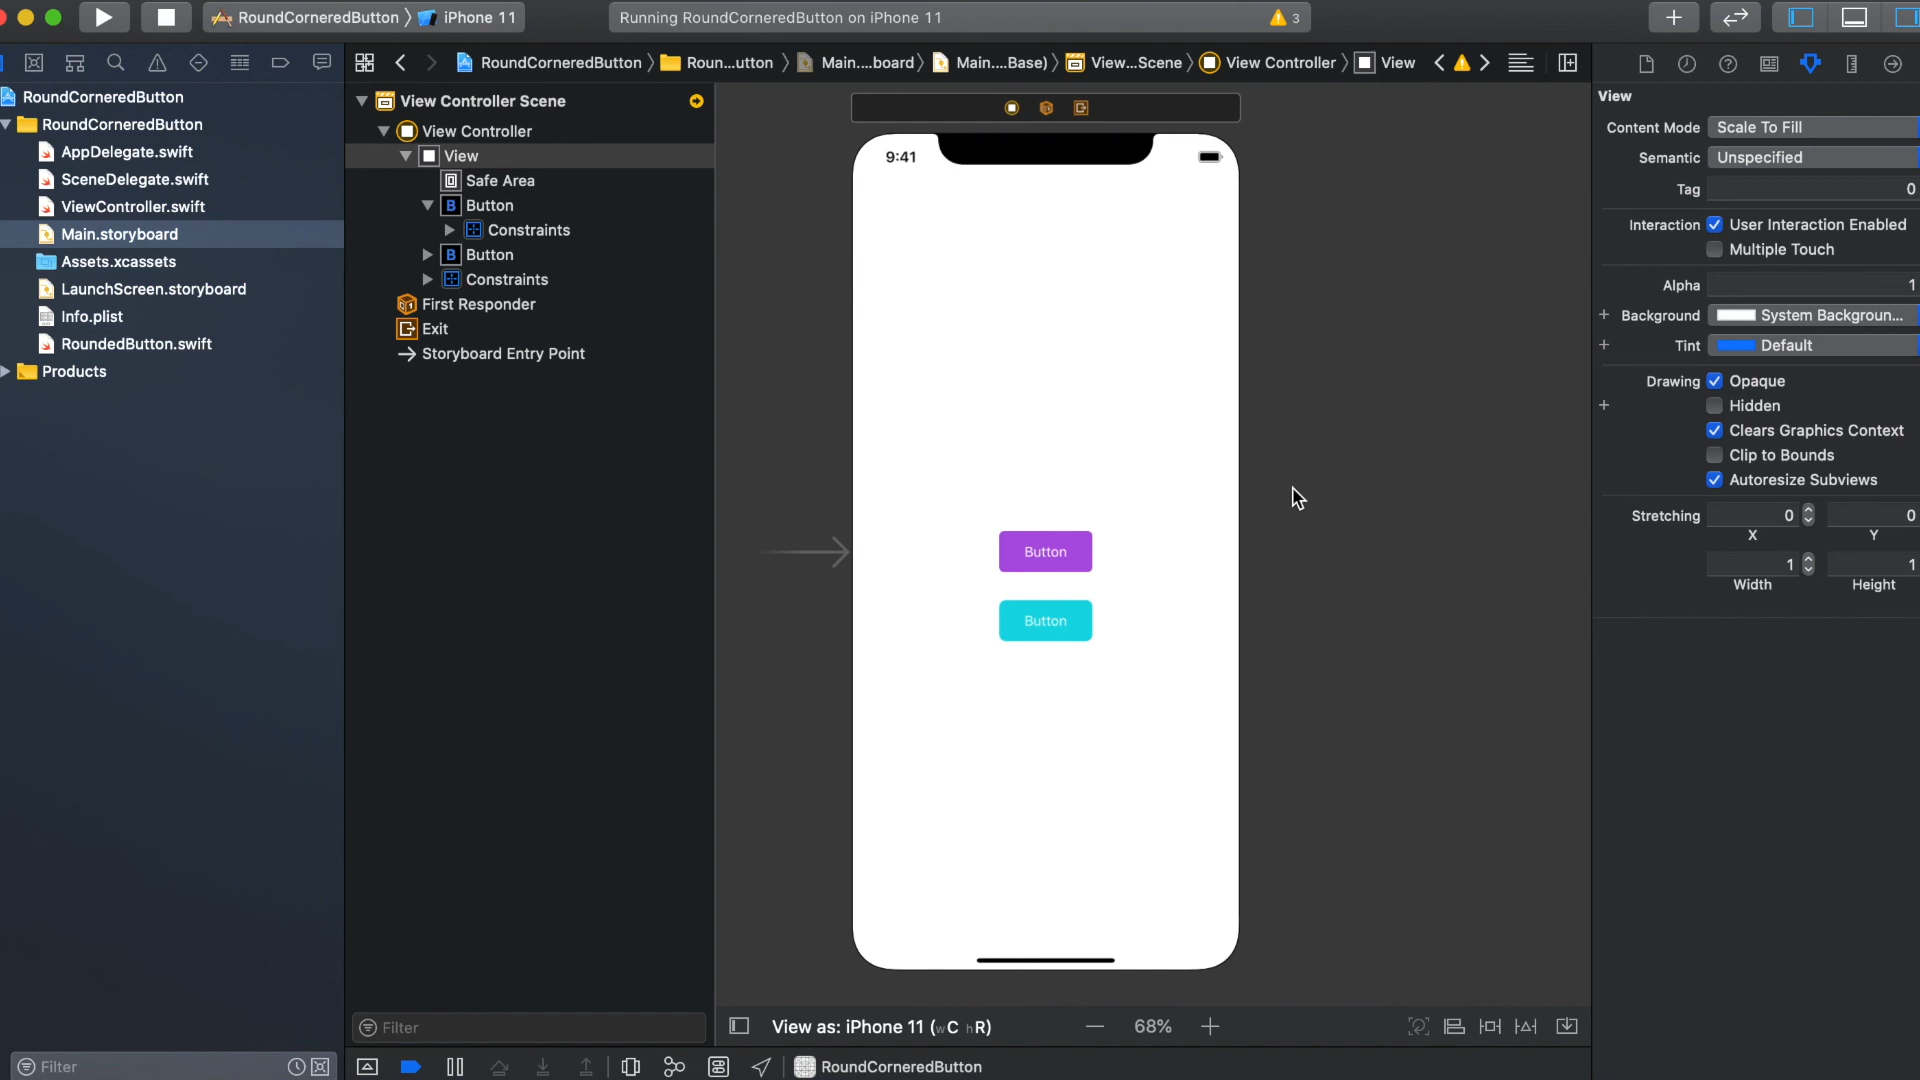 RoundCorneredButton
iPhone 11
Running RoundCorneredButton on iPhone 11
3
RoundCorneredButton
Roun...utton
Main....board
Main....Base)
View...Scene
View Controller
View
RoundCorneredButton
RoundCorneredButton
AppDelegate.swift
SceneDelegate.swift
ViewController.swift
Main.storyboard
Assets.xcassets
LaunchScreen.storyboard
Info.plist
RoundedButton.swift
Products
Filter
View Controller Scene
View Controller
View
Safe Area
B Button
Constraints
B Button
Constraints
First Responder
Exit
Storyboard Entry Point
Filter
9:41
Button
Button
View as: iPhone 11 (wC hR)
68%
RoundCorneredButton
View
Content Mode Scale To Fill
Semantic Unspecified
Tag 0
Interaction User Interaction Enabled
Multiple Touch
Alpha 1
Background System Backgroun...
Tint Default
Drawing Opaque
Hidden
Clears Graphics Context
Clip to Bounds
Autoresize Subviews
Stretching 0 0
X Y
1 1
Width Height